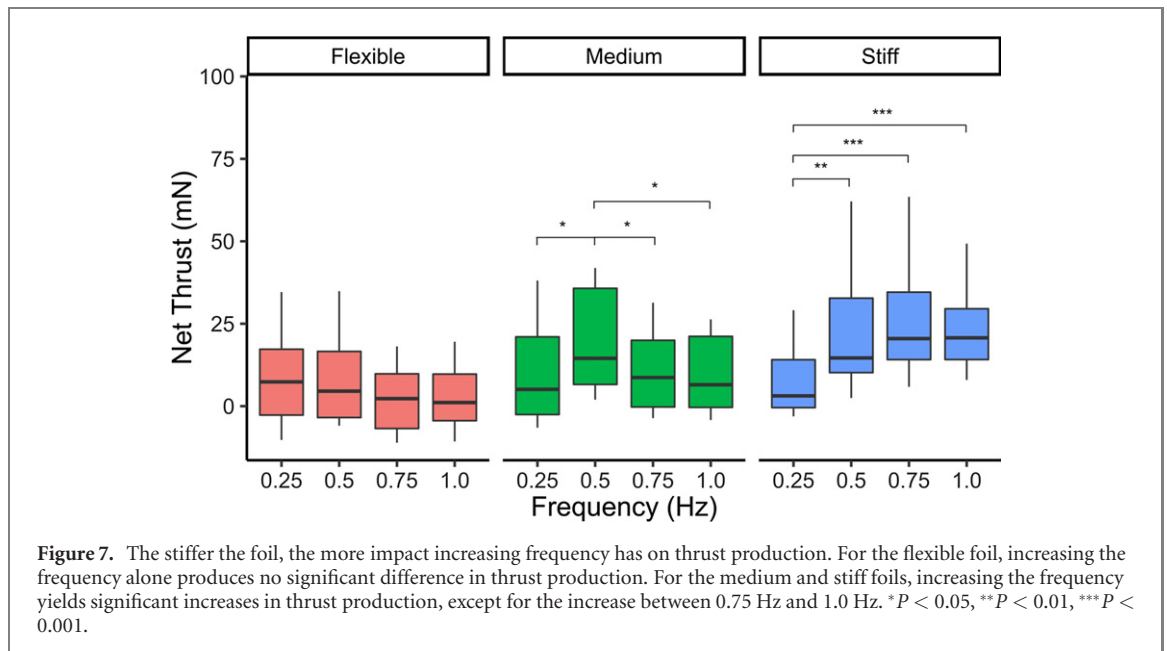 Flexible Medium Stiff
100
***
75
***
**
*
50
* *
25
0
Net Thrust (mN)
0.25 0.5 0.75 1.0 0.25 0.5 0.75 1.0 0.25 0.5 0.75 1.0
Frequency (Hz)
Figure 7. The stiffer the foil, the more impact increasing frequency has on thrust production. For the flexible foil, increasing the
frequency alone produces no significant difference in thrust production. For the medium and stiff foils, increasing the frequency
yields significant increases in thrust production, except for the increase between 0.75 Hz and 1.0 Hz. *P < 0.05, **P < 0.01, ***P <
0.001.